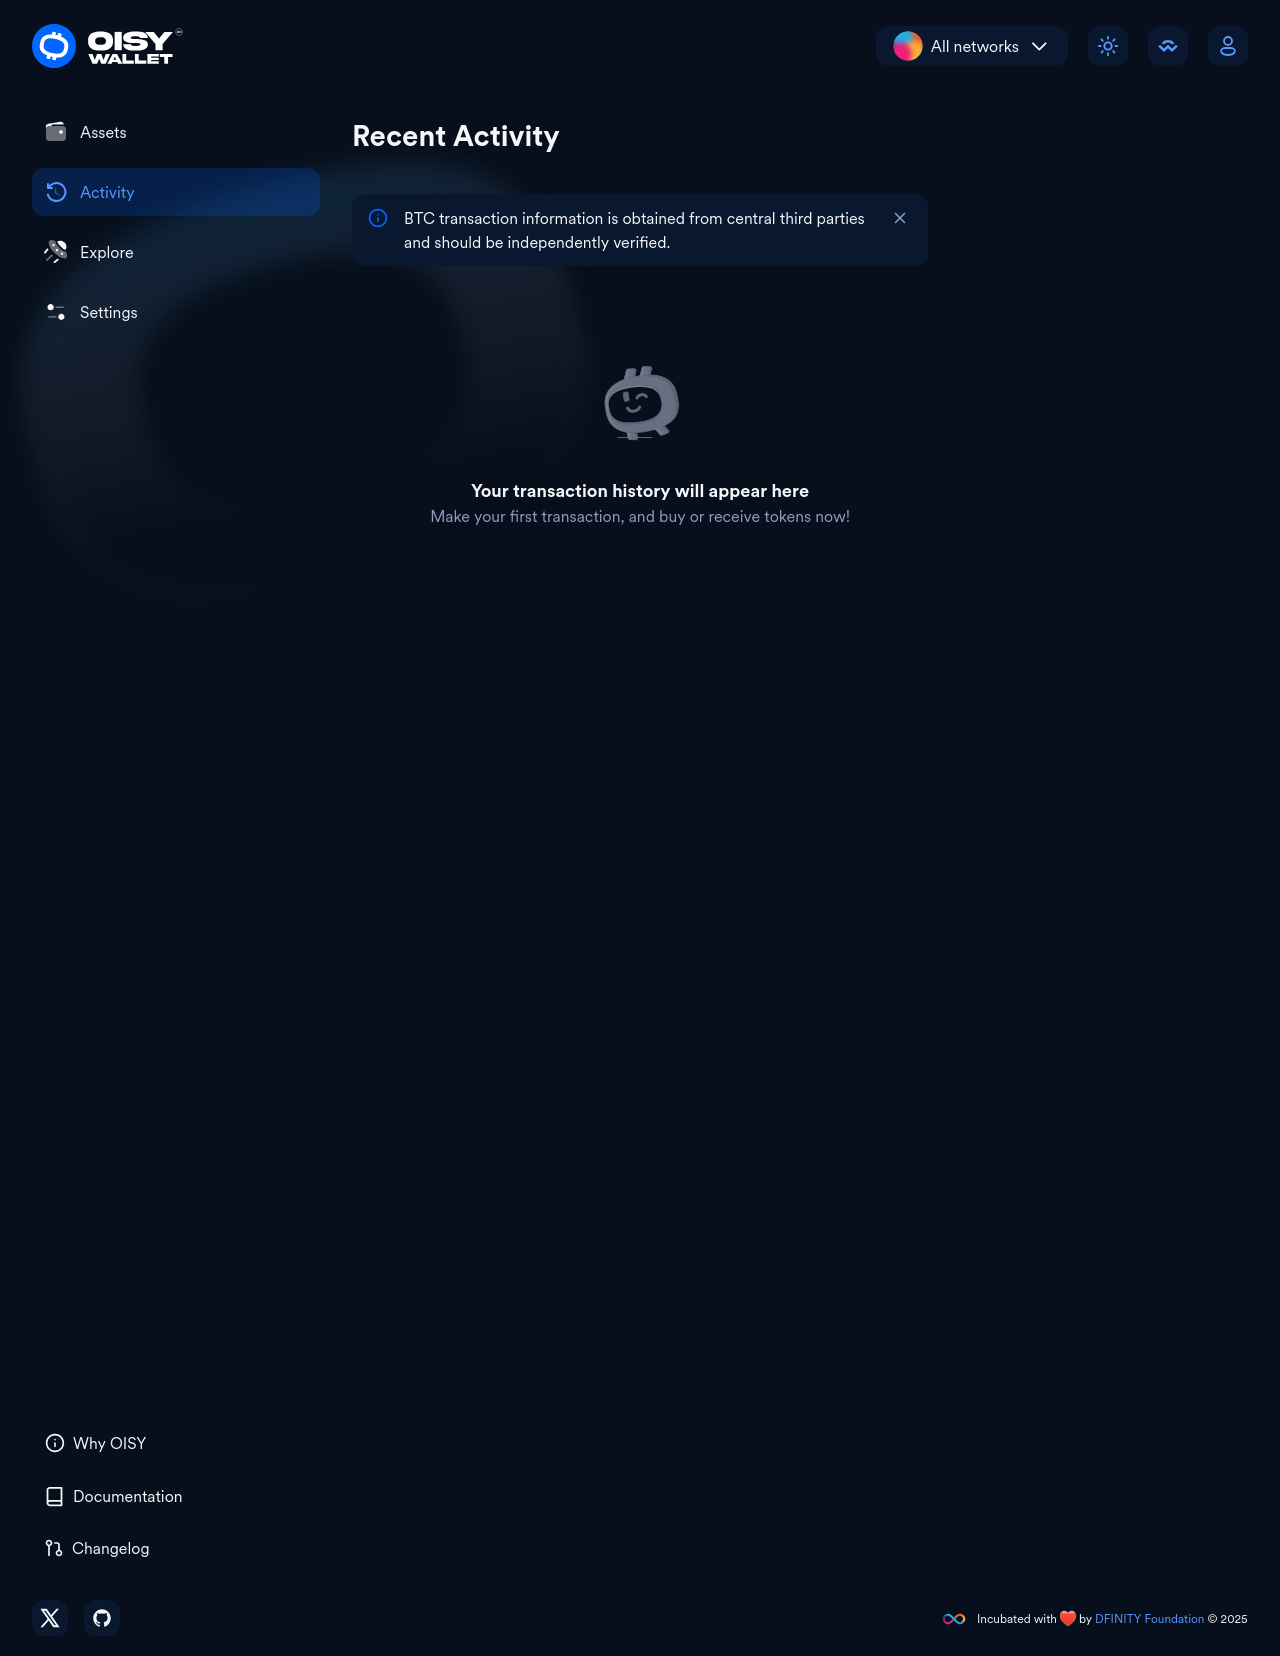 OISY
WALLET
All networks
Assets
Activity
Explore
Settings
Recent Activity
BTC transaction information is obtained from central third parties
and should be independently verified.
Your transaction history will appear here
Make your first transaction, and buy or receive tokens now!
Why OISY
Documentation
Changelog
Incubated with ❤️ by DFINITY Foundation © 2025